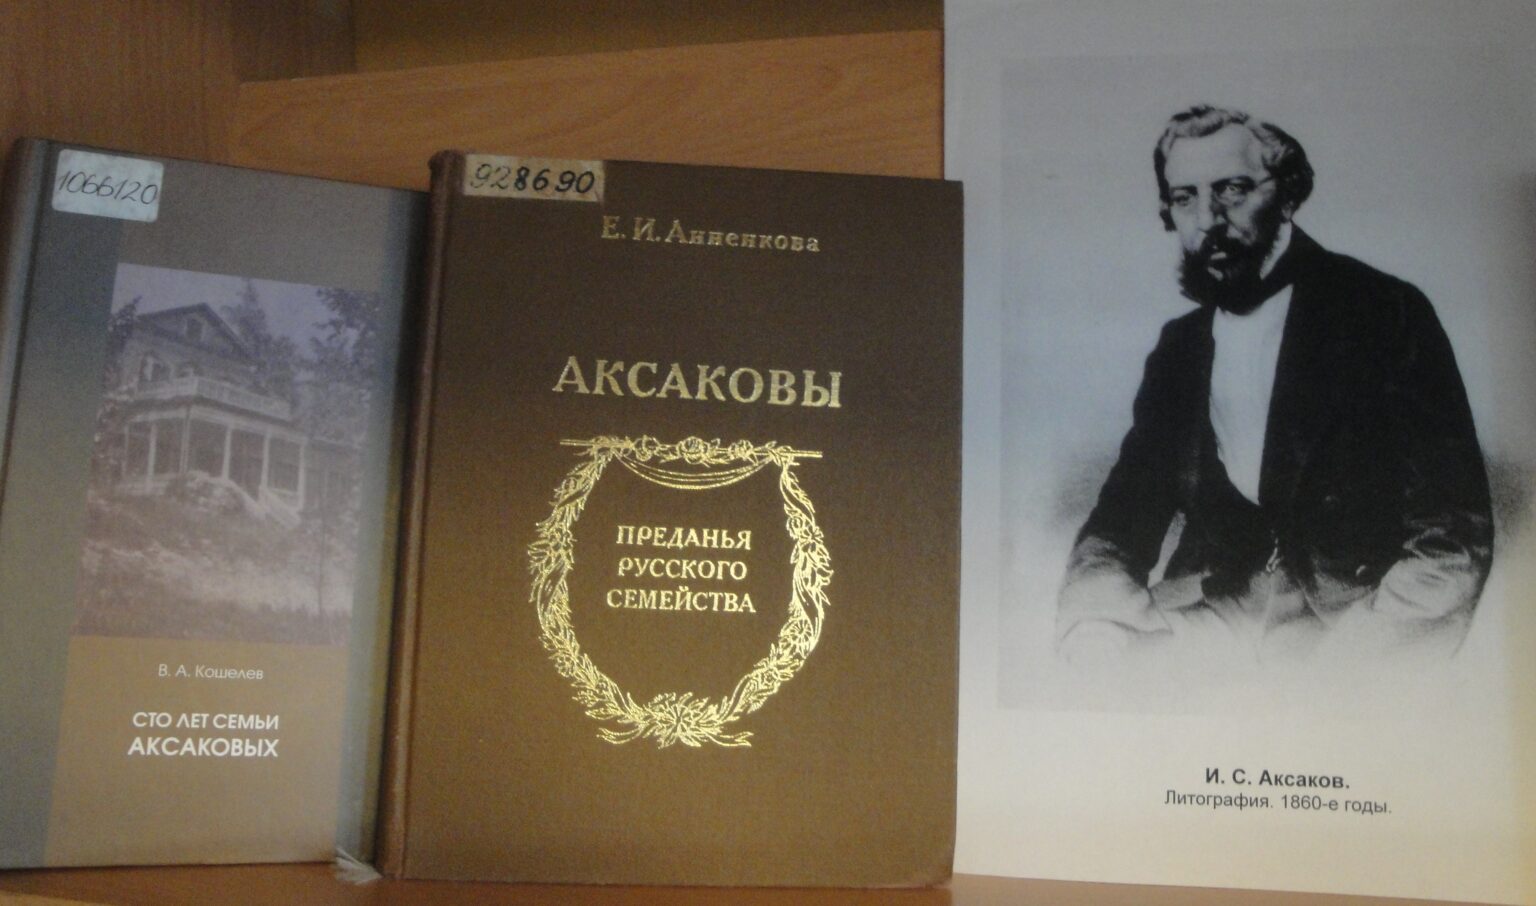 1066120
В. А. Кошелев
СТО ЛЕТ СЕМЬИ
АКСАКОВЫХ
928690
Е. И. Анненкова
АКСАКОВЫ
ПРЕДАНЬЯ
РУССКОГО
СЕМЕЙСТВА
И. С. Аксаков.
Литография. 1860-е годы.